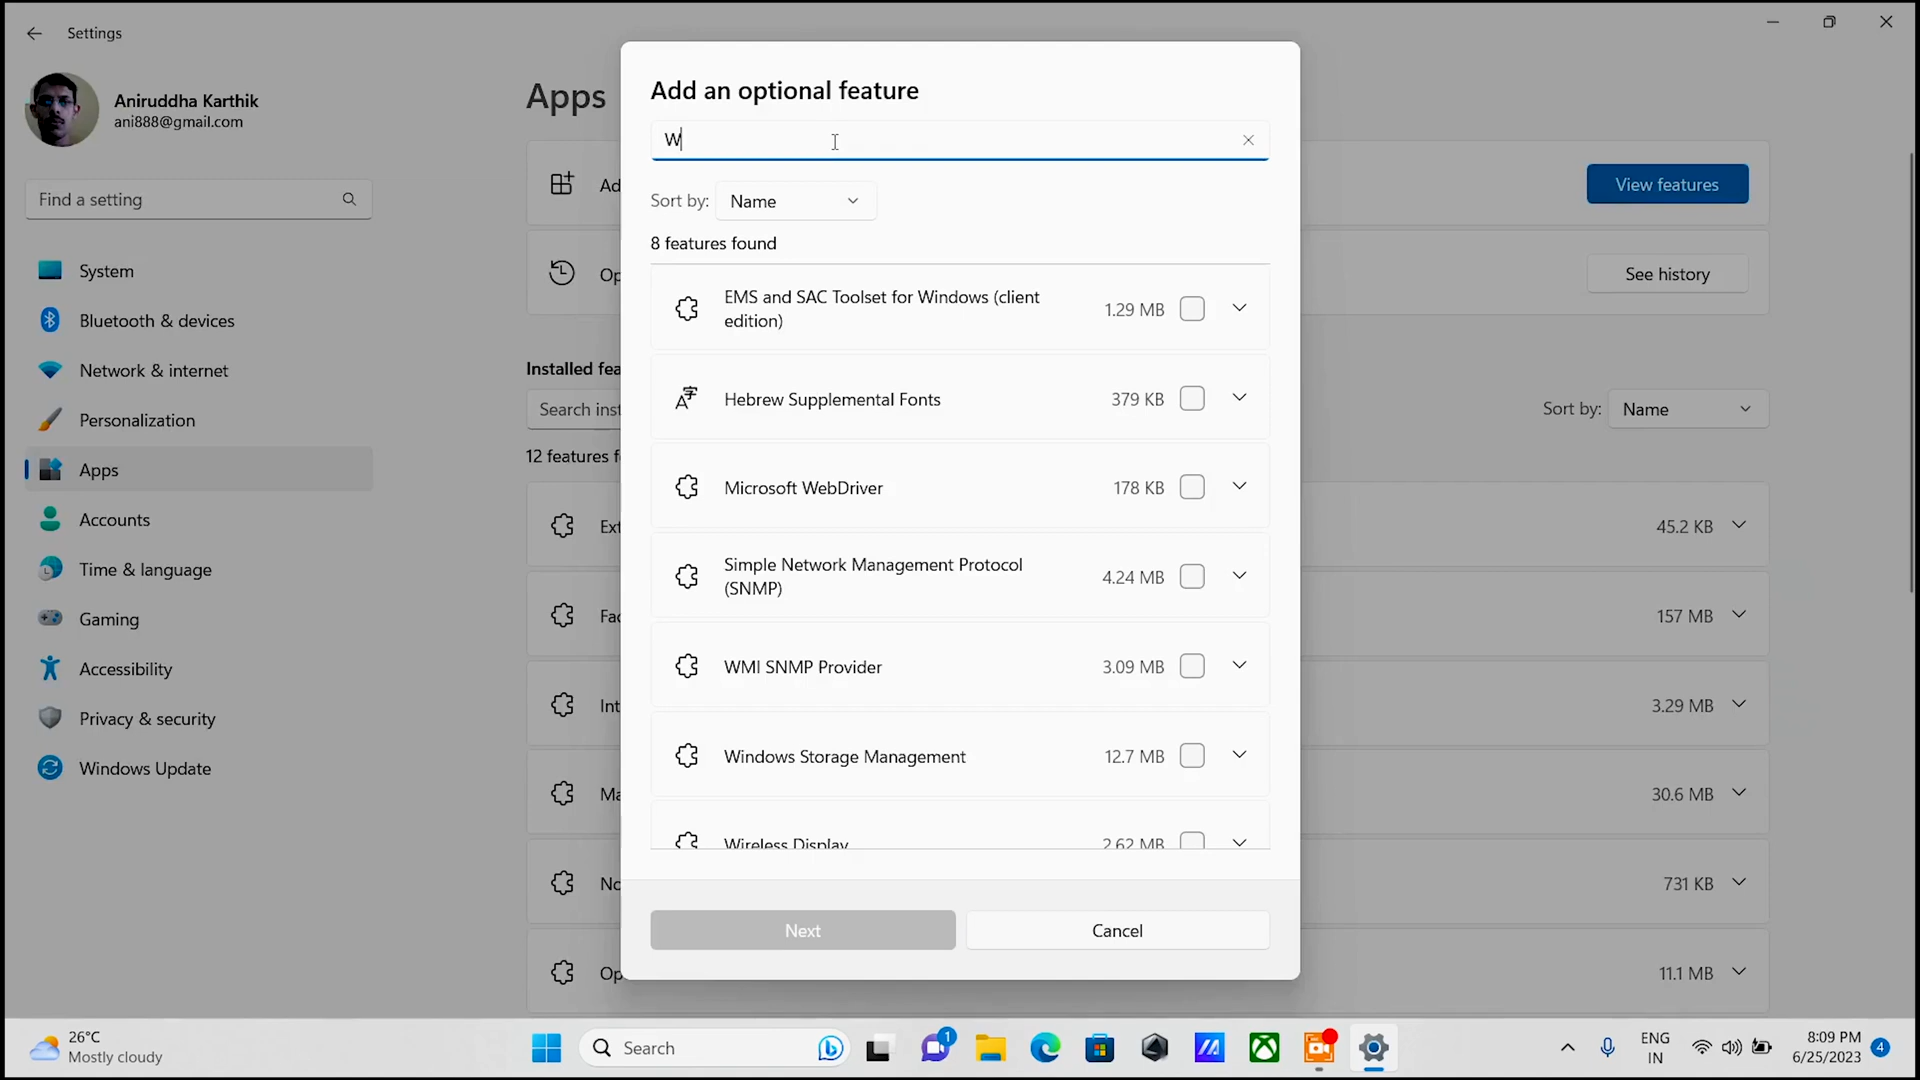 Settings
Aniruddha Karthik
ani888@gmail.com
Find a setting
System
Bluetooth & devices
Network & internet
Personalization
Apps
Accounts
Time & language
Gaming
Accessibility
Privacy & security
Windows Update
Apps
Ad
View features
Op
See history
Installed fea
Search inst
Sort by: Name
12 features f
Ext
45.2 KB
Fac
157 MB
Int
3.29 MB
Ma
30.6 MB
No
731 KB
Op
11.1 MB
Add an optional feature
W
Sort by: Name
8 features found
EMS and SAC Toolset for Windows (client
edition)
1.29 MB
Hebrew Supplemental Fonts
379 KB
Microsoft WebDriver
178 KB
Simple Network Management Protocol
(SNMP)
4.24 MB
WMI SNMP Provider
3.09 MB
Windows Storage Management
12.7 MB
Wireless Display
2.62 MB
Next
Cancel
26°C
Mostly cloudy
Search
1
ENG
IN
8:09 PM
6/25/2023
4